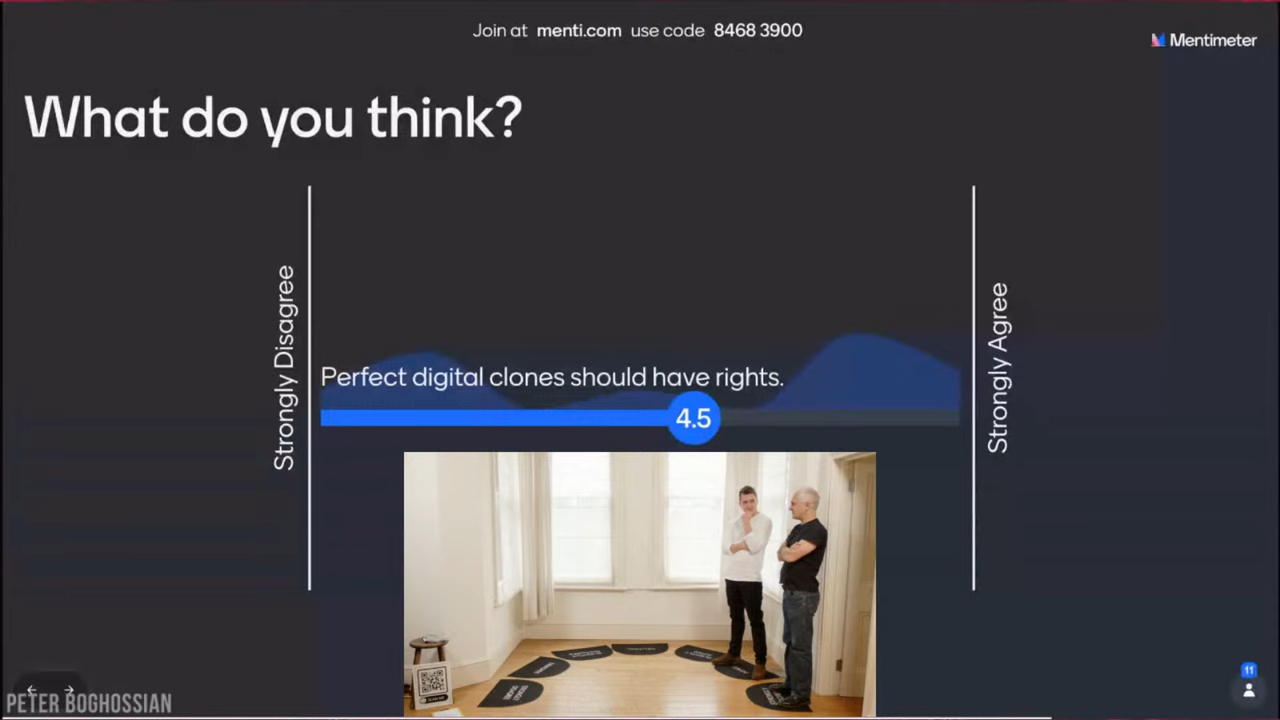 Join at menti.com use code 8468 3900
Mentimeter
What do you think?
Strongly Disagree
Perfect digital clones should have rights.
4.5
Strongly Agree
11
PETER BOGHOSSIAN